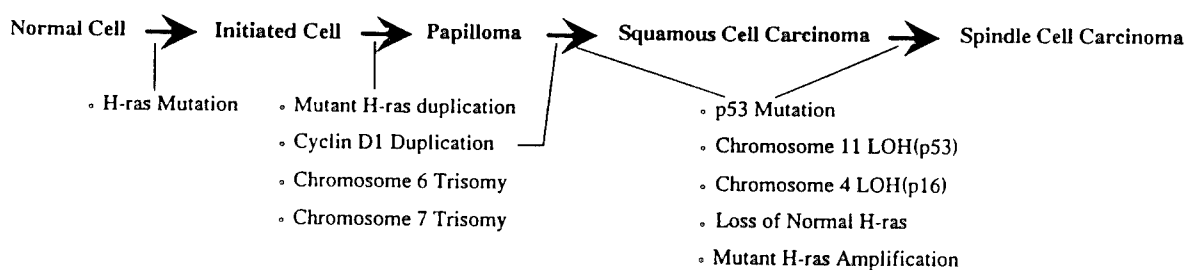 Normal Cell Initiated Cell Papilloma Squamous Cell Carcinoma Spindle Cell Carcinoma
◦ H-ras Mutation
◦ Mutant H-ras duplication
◦ Cyclin D1 Duplication
◦ Chromosome 6 Trisomy
◦ Chromosome 7 Trisomy
◦ p53 Mutation
◦ Chromosome 11 LOH(p53)
◦ Chromosome 4 LOH(p16)
◦ Loss of Normal H-ras
◦ Mutant H-ras Amplification